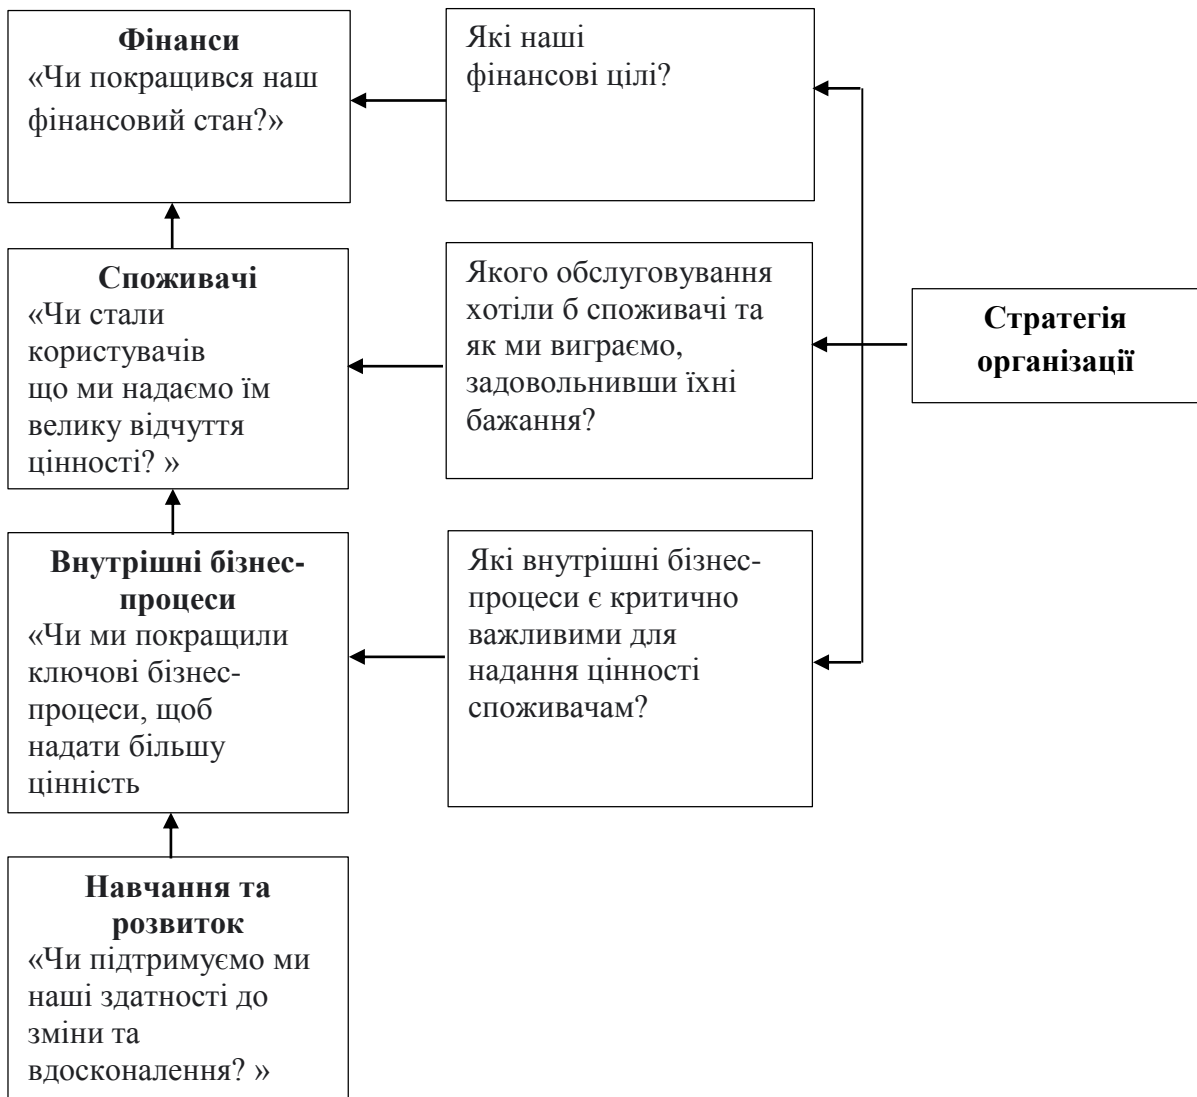 Фінанси
«Чи покращився наш
фінансовий стан?»
Які наші
фінансові цілі?
Споживачі
«Чи стали
користувачів
що ми надаємо їм
велику відчуття
цінності? »
Якого обслуговування
хотіли б споживачі та
як ми виграємо,
задовольнивши їхні
бажання?
Стратегія
організації
Внутрішні бізнес-
процеси
«Чи ми покращили
ключові бізнес-
процеси, щоб
надати більшу
цінність
Які внутрішні бізнес-
процеси є критично
важливими для
надання цінності
споживачам?
Навчання та
розвиток
«Чи підтримуємо ми
наші здатності до
зміни та
вдосконалення? »